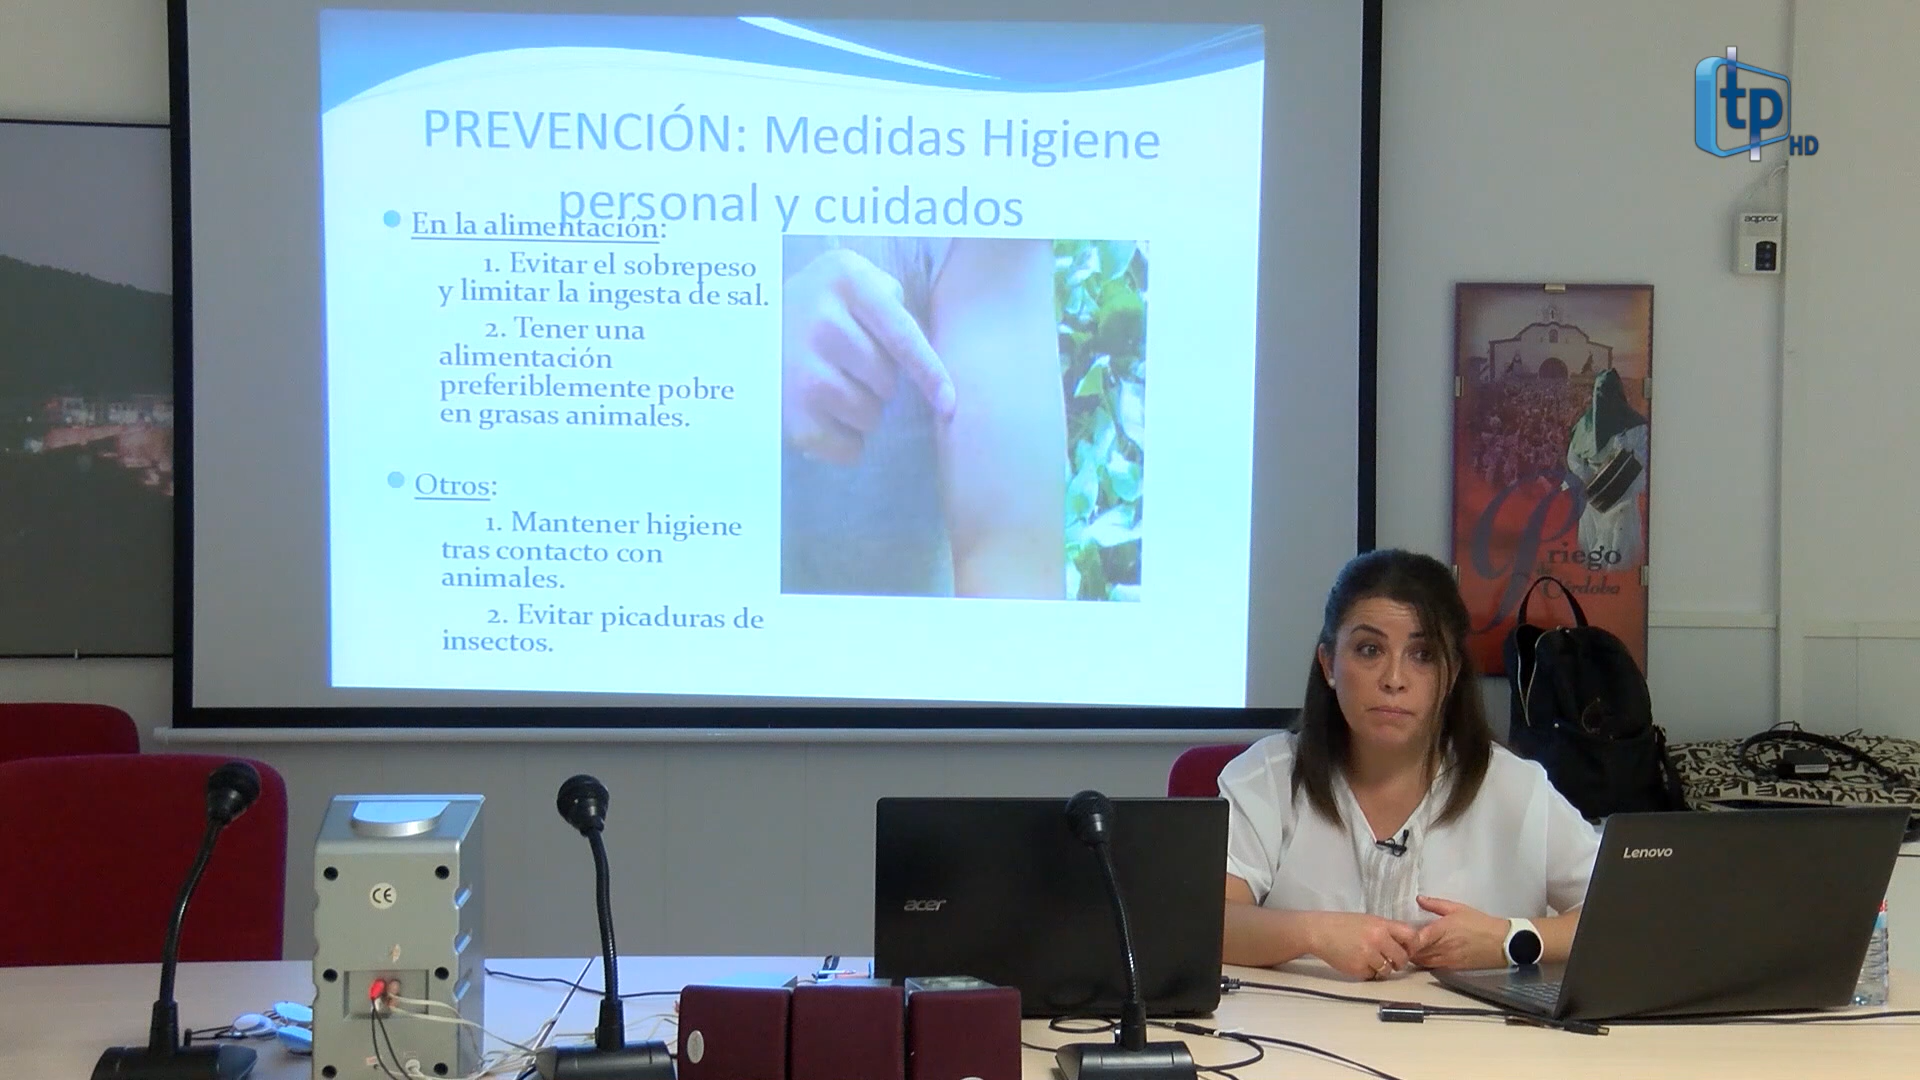 PREVENCIÓN: Medidas Higiene
personal y cuidados
En la alimentación:
1. Evitar el sobrepeso
y limitar la ingesta de sal.
2. Tener una
alimentación
preferiblemente pobre
en grasas animales.
Otros:
1. Mantener higiene
tras contacto con
animales.
2. Evitar picaduras de
insectos.
tp HD
aqprox
Priego
de Córdoba
CE
acer
Lenovo